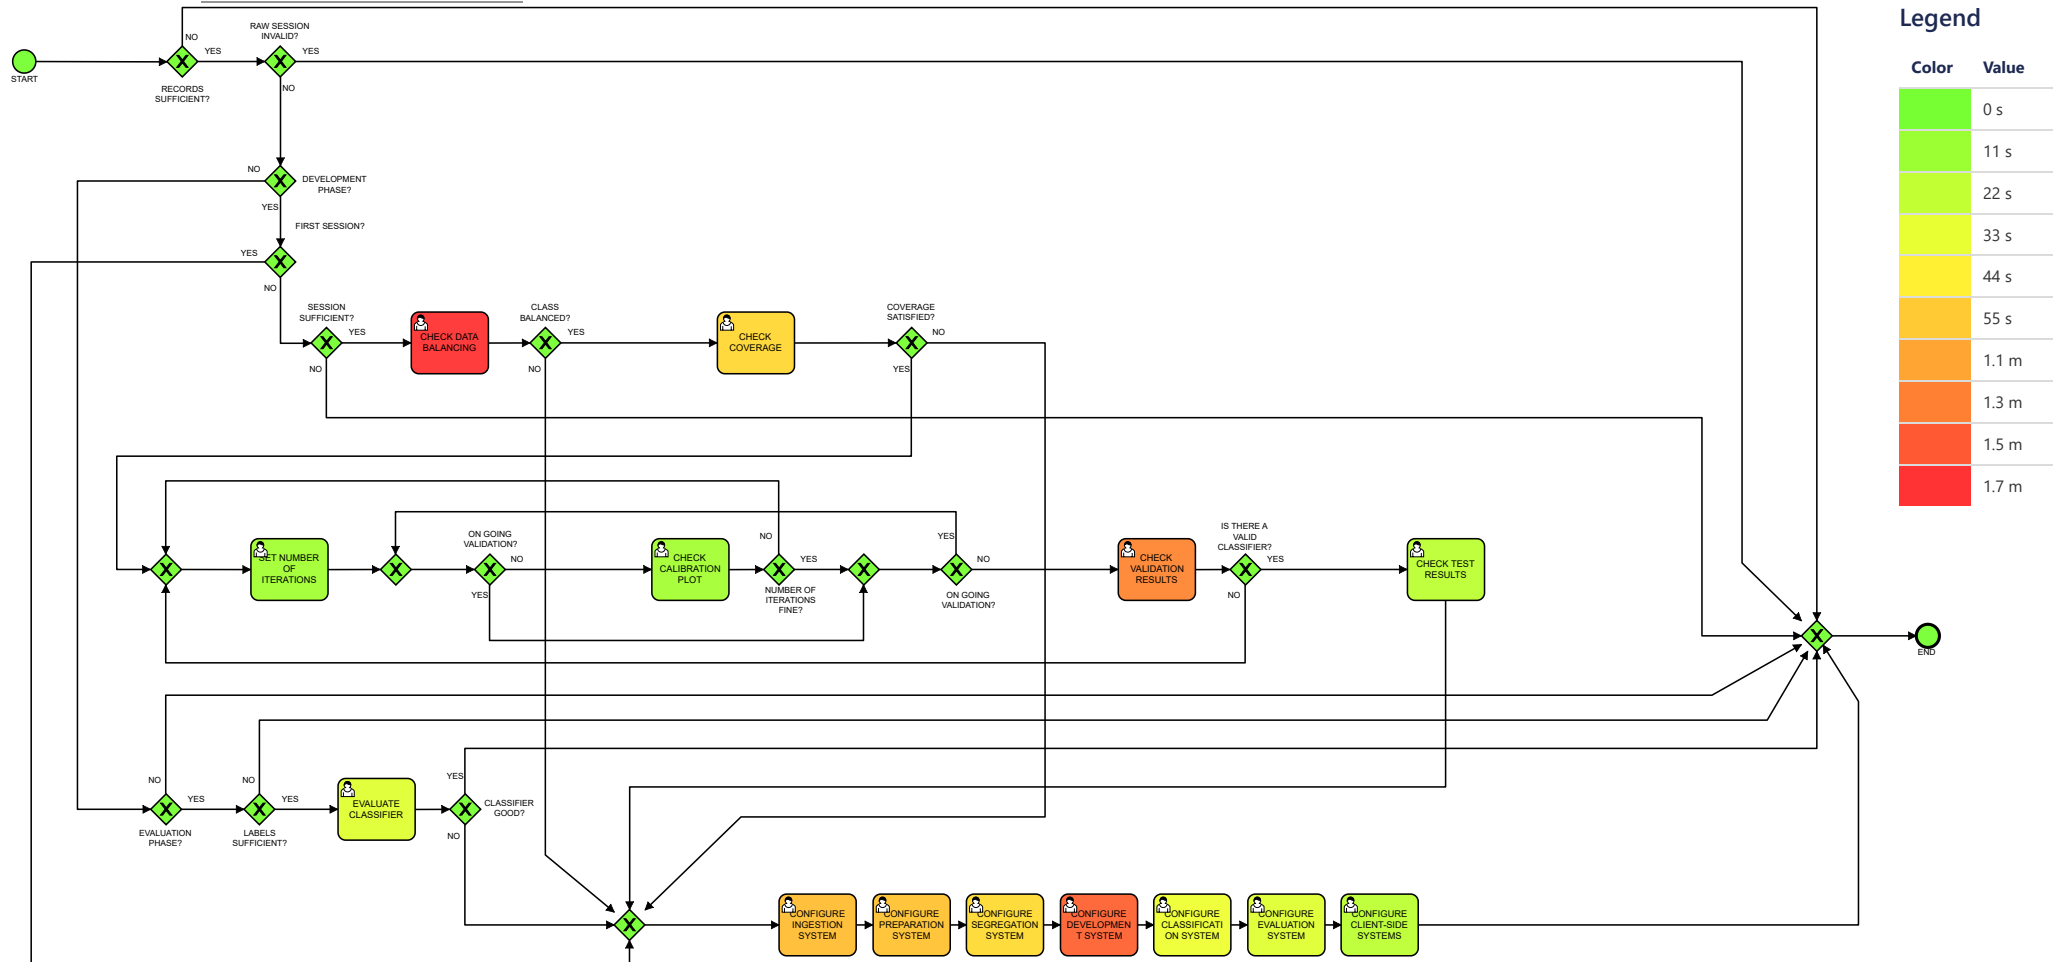 RAW SESSION
INVALID?
NO
YES
YES
START
RECORDS
SUFFICIENT?
NO
NO
DEVELOPMENT
PHASE?
YES
FIRST SESSION?
YES
NO
SESSION
SUFFICIENT?
YES
NO
CHECK DATA
BALANCING
CLASS
BALANCED?
YES
NO
CHECK
COVERAGE
COVERAGE
SATISFIED?
NO
YES
SET NUMBER
OF
ITERATIONS
ON GOING
VALIDATION?
NO
YES
CHECK
CALIBRATION
PLOT
NO
YES
NUMBER OF
ITERATIONS
FINE?
YES
NO
ON GOING
VALIDATION?
CHECK
VALIDATION
RESULTS
IS THERE A
VALID
CLASSIFIER?
YES
NO
CHECK TEST
RESULTS
END
NO
YES
EVALUATION
PHASE?
NO
YES
LABELS
SUFFICIENT?
EVALUATE
CLASSIFIER
YES
CLASSIFIER
GOOD?
NO
CONFIGURE
INGESTION
SYSTEM
CONFIGURE
PREPARATION
SYSTEM
CONFIGURE
SEGREGATION
SYSTEM
CONFIGURE
DEVELOPMEN
T SYSTEM
CONFIGURE
CLASSIFICATI
ON SYSTEM
CONFIGURE
EVALUATION
SYSTEM
CONFIGURE
CLIENT-SIDE
SYSTEMS
Legend
Color Value
0 s
11 s
22 s
33 s
44 s
55 s
1.1 m
1.3 m
1.5 m
1.7 m